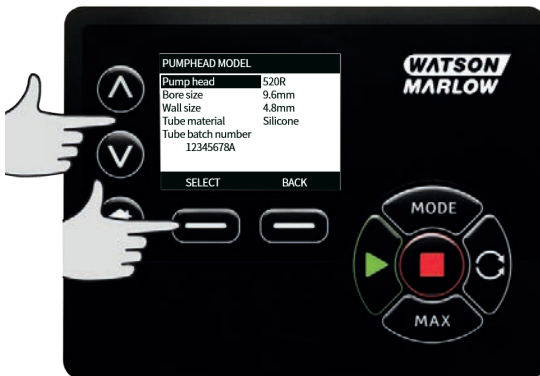 PUMPHEAD MODEL
Pump head 520R
Bore size 9.6mm
Wall size 4.8mm
Tube material Silicone
Tube batch number
12345678A
SELECT BACK
WATSON
MARLOW
MODE
MAX